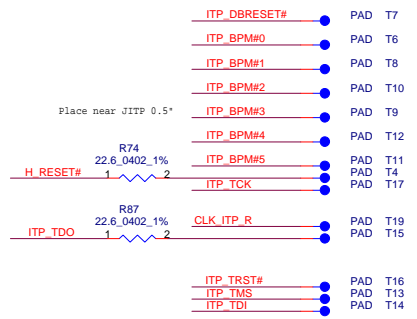 ITP_DBRESET# PAD T7
ITP_BPM#0 PAD T6
ITP_BPM#1 PAD T8
ITP_BPM#2 PAD T10
Place near JITP 0.5" ITP_BPM#3 PAD T9
ITP_BPM#4 PAD T12
R74
22.6_0402_1% ITP_BPM#5 PAD T11
H_RESET# 1 2 PAD T4
ITP_TCK PAD T17
R87
22.6_0402_1% CLK_ITP_R PAD T19
ITP_TDO 1 2 PAD T15
ITP_TRST# PAD T16
ITP_TMS PAD T13
ITP_TDI PAD T14